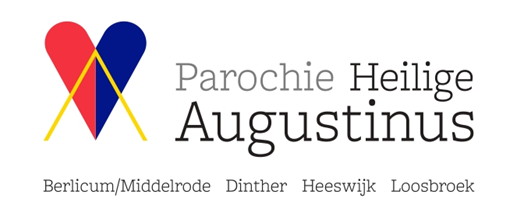 Parochie Heilige
Augustinus
Berlicum/Middelrode Dinther Heeswijk Loosbroek